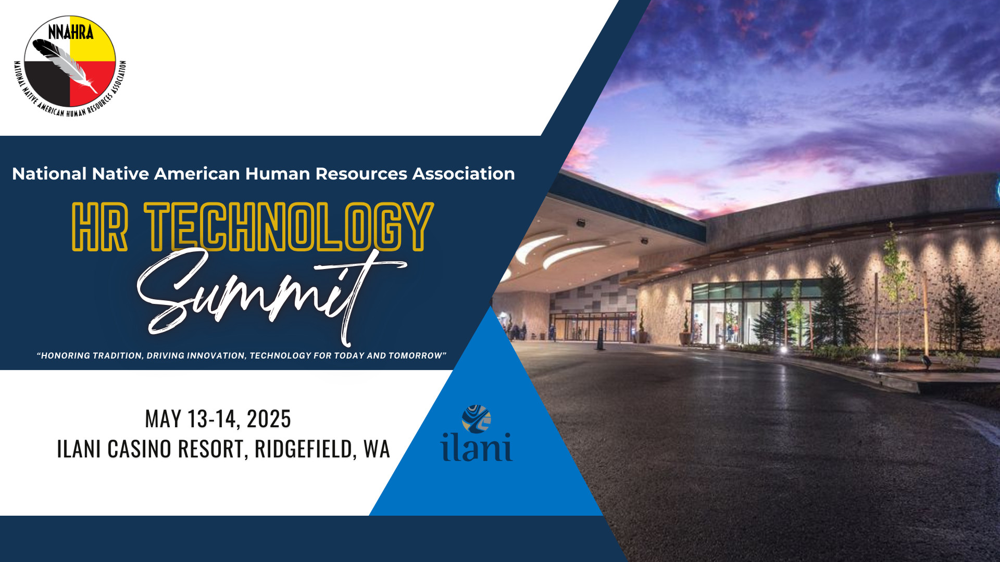 NNAHRA
NATIONAL NATIVE AMERICAN HUMAN RESOURCES ASSOCIATION
National Native American Human Resources Association
HR TECHNOLOGY
Summit
“HONORING TRADITION, DRIVING INNOVATION, TECHNOLOGY FOR TODAY AND TOMORROW”
MAY 13-14, 2025
ILANI CASINO RESORT, RIDGEFIELD, WA
ilani